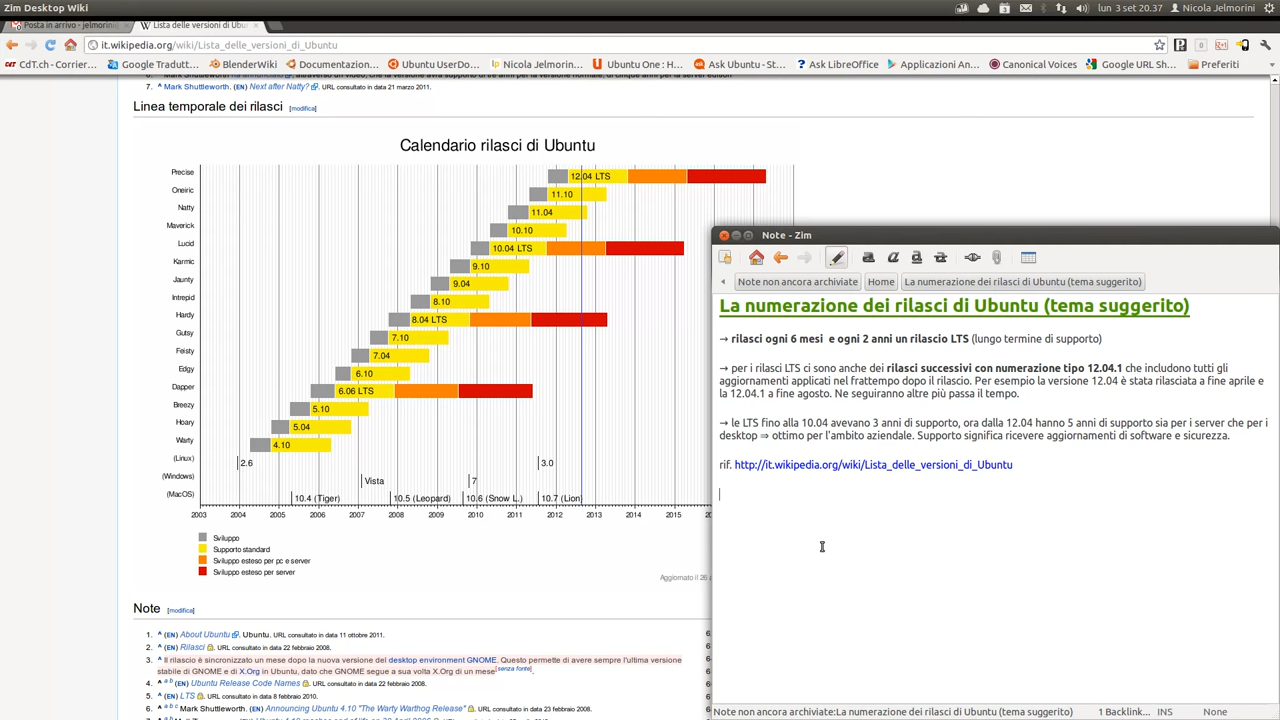 Zim Desktop Wiki
lun 3 set 20.37
Nicola Jelmorini
Posta in arrivo - jelmorini
Lista delle versioni di Ubu
it.wikipedia.org/wiki/Lista_delle_versioni_di_Ubuntu
CdT.ch - Corrier...
Google Tradutt...
BlenderWiki
Documentazion...
Ubuntu UserDo...
Nicola Jelmorin...
Ubuntu One : H...
Ask Ubuntu - St...
Ask LibreOffice
Applicazioni An...
Canonical Voices
Google URL Sh...
Preferiti
7. ^ Mark Shuttleworth. (EN) Next after Natty?. URL consultato in data 21 marzo 2011.
Linea temporale dei rilasci [modifica]
Calendario rilasci di Ubuntu
Precise 12.04 LTS
Oneiric 11.10
Natty 11.04
Maverick 10.10
Lucid 10.04 LTS
Karmic 9.10
Jaunty 9.04
Intrepid 8.10
Hardy 8.04 LTS
Gutsy 7.10
Feisty 7.04
Edgy 6.10
Dapper 6.06 LTS
Breezy 5.10
Hoary 5.04
Warty 4.10
(Linux) 2.6 3.0
(Windows) Vista 7
(MacOS) 10.4 (Tiger) 10.5 (Leopard) 10.6 (Snow L.) 10.7 (Lion)
2003 2004 2005 2006 2007 2008 2009 2010 2011 2012 2013 2014 2015
Sviluppo
Supporto standard
Sviluppo esteso per pc e server
Sviluppo esteso per server
Aggiornato il 26
Note [modifica]
1. ^ (EN) About Ubuntu. Ubuntu. URL consultato in data 11 ottobre 2011.
2. ^ (EN) Rilasci. URL consultato in data 22 febbraio 2008.
3. ^ Il rilascio è sincronizzato un mese dopo la nuova versione del desktop environment GNOME. Questo permette di avere sempre l'ultima versione
stabile di GNOME e di X.Org in Ubuntu, dato che GNOME segue a sua volta X.Org di un mese[senza fonte].
4. ^ a b (EN) Ubuntu Release Code Names. URL consultato in data 22 febbraio 2008.
5. ^ (EN) LTS. URL consultato in data 8 febbraio 2010.
6. ^ a b c Mark Shuttleworth. (EN) Announcing Ubuntu 4.10 "The Warty Warthog Release". URL consultato in data 23 febbraio 2008.
Note - Zim
Note non ancora archiviate
Home
La numerazione dei rilasci di Ubuntu (tema suggerito)
La numerazione dei rilasci di Ubuntu (tema suggerito)
→ rilasci ogni 6 mesi e ogni 2 anni un rilascio LTS (lungo termine di supporto)
→ per i rilasci LTS ci sono anche dei rilasci successivi con numerazione tipo 12.04.1 che includono tutti gli
aggiornamenti applicati nel frattempo dopo il rilascio. Per esempio la versione 12.04 è stata rilasciata a fine aprile e
la 12.04.1 a fine agosto. Ne seguiranno altre più passa il tempo.
→ le LTS fino alla 10.04 avevano 3 anni di supporto, ora dalla 12.04 hanno 5 anni di supporto sia per i server che per i
desktop ⇒ ottimo per l'ambito aziendale. Supporto significa ricevere aggiornamenti di software e sicurezza.
rif. http://it.wikipedia.org/wiki/Lista_delle_versioni_di_Ubuntu
Note non ancora archiviate:La numerazione dei rilasci di Ubuntu (tema suggerito)
1 Backlink...
INS
None